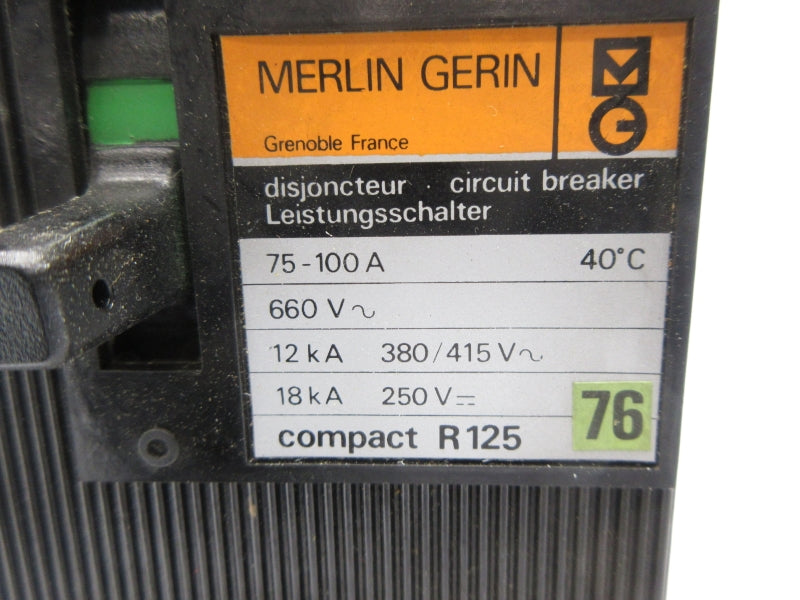 MERLIN GERIN
MG
Grenoble France
disjoncteur · circuit breaker
Leistungsschalter
75-100 A 40°C
660 V ~
12 kA 380/415 V ~
18 kA 250 V ⎓
compact R125
76